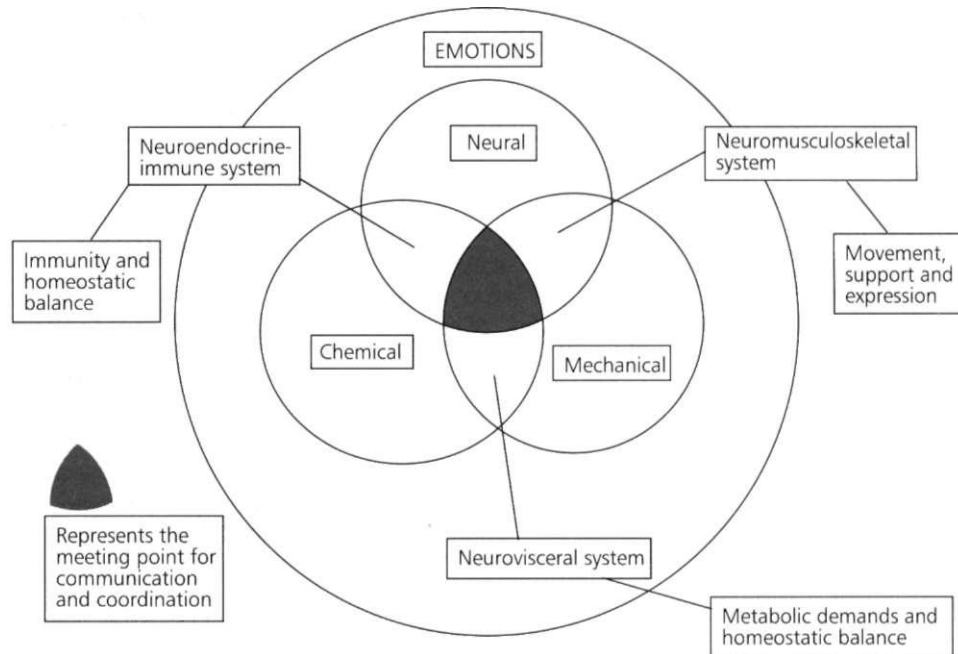 EMOTIONS
Neural
Neuroendocrine-
immune system
Neuromusculoskeletal
system
Immunity and
homeostatic
balance
Movement,
support and
expression
Chemical
Mechanical
Represents the
meeting point for
communication
and coordination
Neurovisceral system
Metabolic demands and
homeostatic balance